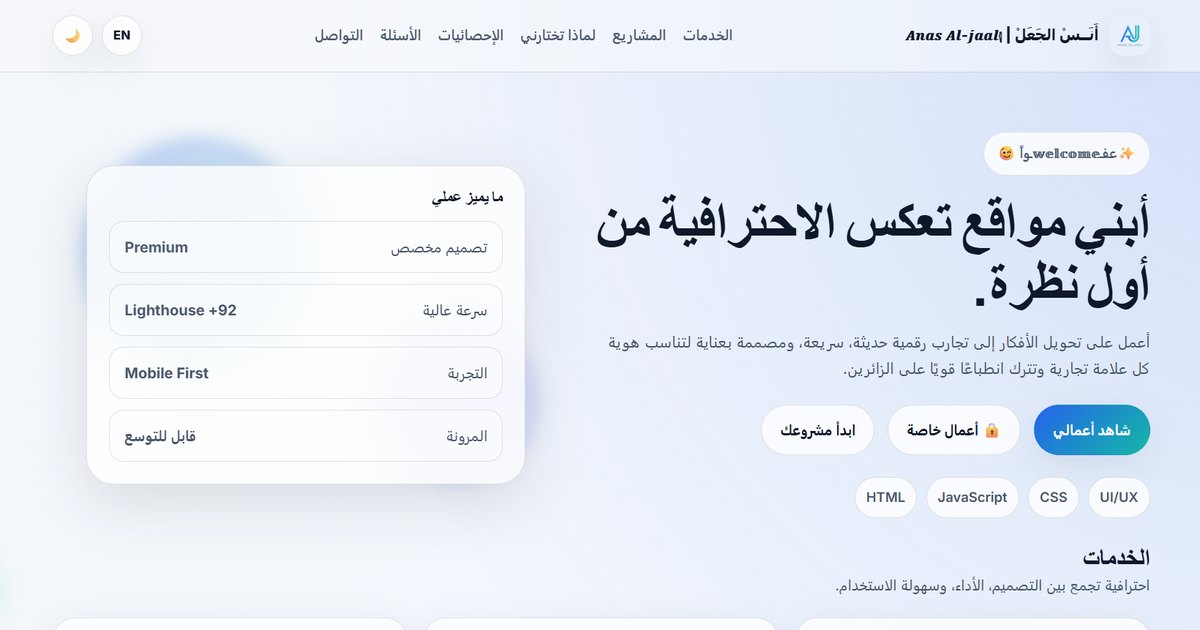 أَنَــسْ الجَعَلْ | Anas Al-jaal
الخدمات
المشاريع
لماذا تختارني
الإحصائيات
الأسئلة
التواصل
EN
✨ عفـwelcomeـواً 😄
أبني مواقع تعكس الاحترافية من
أول نظرة.
أعمل على تحويل الأفكار إلى تجارب رقمية حديثة، سريعة، ومصممة بعناية لتناسب هوية
كل علامة تجارية وتترك انطباعًا قويًا على الزائرين.
شاهد أعمالي
🔒 أعمال خاصة
ابدأ مشروعك
UI/UX
CSS
JavaScript
HTML
ما يميز عملي
تصميم مخصص
Premium
سرعة عالية
Lighthouse +92
التجربة
Mobile First
المرونة
قابل للتوسع
الخدمات
احترافية تجمع بين التصميم، الأداء، وسهولة الاستخدام.